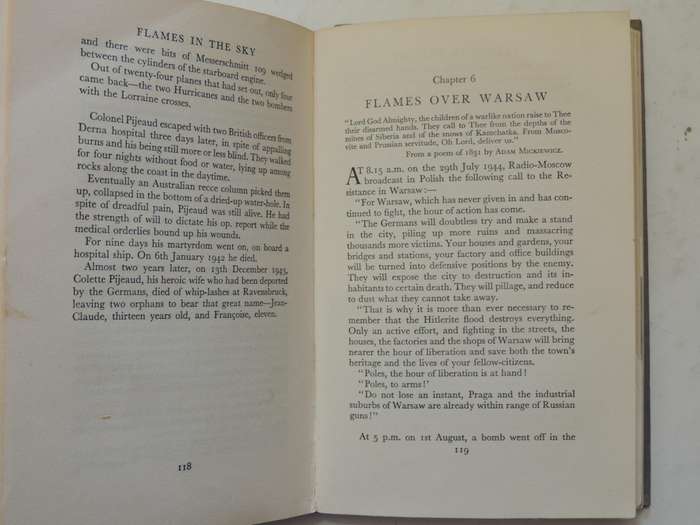 FLAMES IN THE SKY
and there were bits of Messerschmitt 109 wedged
between the cylinders of the starboard engine.
Out of twenty-four planes that had set out, only four
came back—the two Hurricanes and the two bombers
with the Lorraine crosses.
Colonel Pijeaud escaped with two British officers from
Derna hospital three days later, in spite of appalling
burns and his being still more or less blind. They walked
for four nights without food or water, lying up among
rocks along the coast in the daytime.
Eventually an Australian recce column picked them
up, collapsed in the bottom of a dried-up water-hole. In
spite of dreadful pain, Pijeaud was still alive. He had
the strength of will to dictate his op. report while the
medical orderlies bound up his wounds.
For nine days his martyrdom went on, on board a
hospital ship. On 6th January 1942 he died.
Almost two years later, on 13th December 1943,
Colette Pijeaud, his heroic wife who had been deported
by the Germans, died of whip-lashes at Ravensbruck,
leaving two orphans to bear that great name—Jean-
Claude, thirteen years old, and Françoise, eleven.
118
Chapter 6
FLAMES OVER WARSAW
"Lord God Almighty, the children of a warlike nation raise to Thee
their disarmed hands. They call to Thee from the depths of the
mines of Siberia and of the snows of Kamchatka. From Musco-
vite and Prussian servitude, Oh Lord, deliver us."
From a poem of 1831 by ADAM MICKIEWICZ.
AT 8.15 a.m. on the 29th July 1944, Radio-Moscow
broadcast in Polish the following call to the Re-
sistance in Warsaw:—
"For Warsaw, which has never given in and has con-
tinued to fight, the hour of action has come.
"The Germans will doubtless try and make a stand
in the city, piling up more ruins and massacring
thousands more victims. Your houses and gardens, your
bridges and stations, your factory and office buildings
will be turned into defensive positions by the enemy.
They will expose the city to destruction and its in-
habitants to certain death. They will pillage, and reduce
to dust what they cannot take away.
"That is why it is more than ever necessary to re-
member that the Hitlerite flood destroys everything.
Only an active effort, and fighting in the streets, the
houses, the factories and the shops of Warsaw will bring
nearer the hour of liberation and save both the town's
heritage and the lives of your fellow-citizens.
"Poles, the hour of liberation is at hand!
"Poles, to arms!'
"Do not lose an instant, Praga and the industrial
suburbs of Warsaw are already within range of Russian
guns!"
At 5 p.m. on 1st August, a bomb went off in the
119